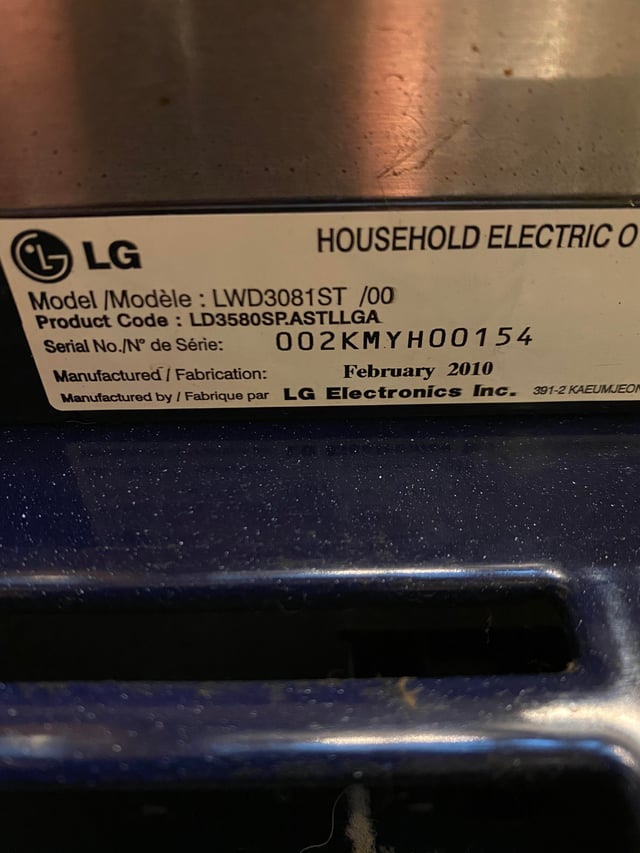 LG LG HOUSEHOLD ELECTRIC O
Model /Modèle : LWD3081ST /00
Product Code : LD3580SP.ASTLLGA
Serial No./N° de Série: 002KMYH00154
Manufactured / Fabrication: February 2010
Manufactured by / Fabrique par LG Electronics Inc. 391-2 KAEUMJEON